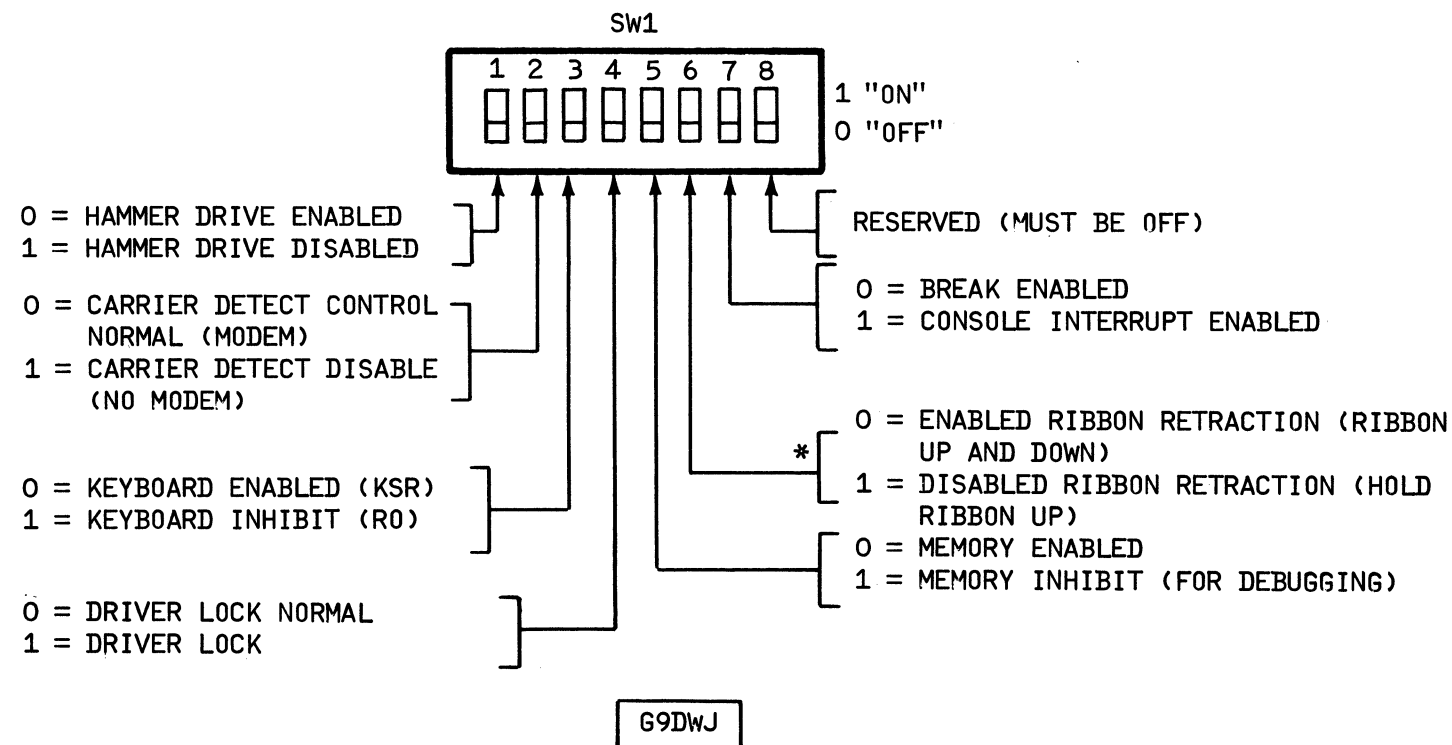 SW1
1 2 3 4 5 6 7 8
1 "ON"
0 "OFF"
0 = HAMMER DRIVE ENABLED
1 = HAMMER DRIVE DISABLED
0 = CARRIER DETECT CONTROL
NORMAL (MODEM)
1 = CARRIER DETECT DISABLE
(NO MODEM)
0 = KEYBOARD ENABLED (KSR)
1 = KEYBOARD INHIBIT (RO)
0 = DRIVER LOCK NORMAL
1 = DRIVER LOCK
RESERVED (MUST BE OFF)
0 = BREAK ENABLED
1 = CONSOLE INTERRUPT ENABLED
*
0 = ENABLED RIBBON RETRACTION (RIBBON
UP AND DOWN)
1 = DISABLED RIBBON RETRACTION (HOLD
RIBBON UP)
0 = MEMORY ENABLED
1 = MEMORY INHIBIT (FOR DEBUGGING)
G9DWJ